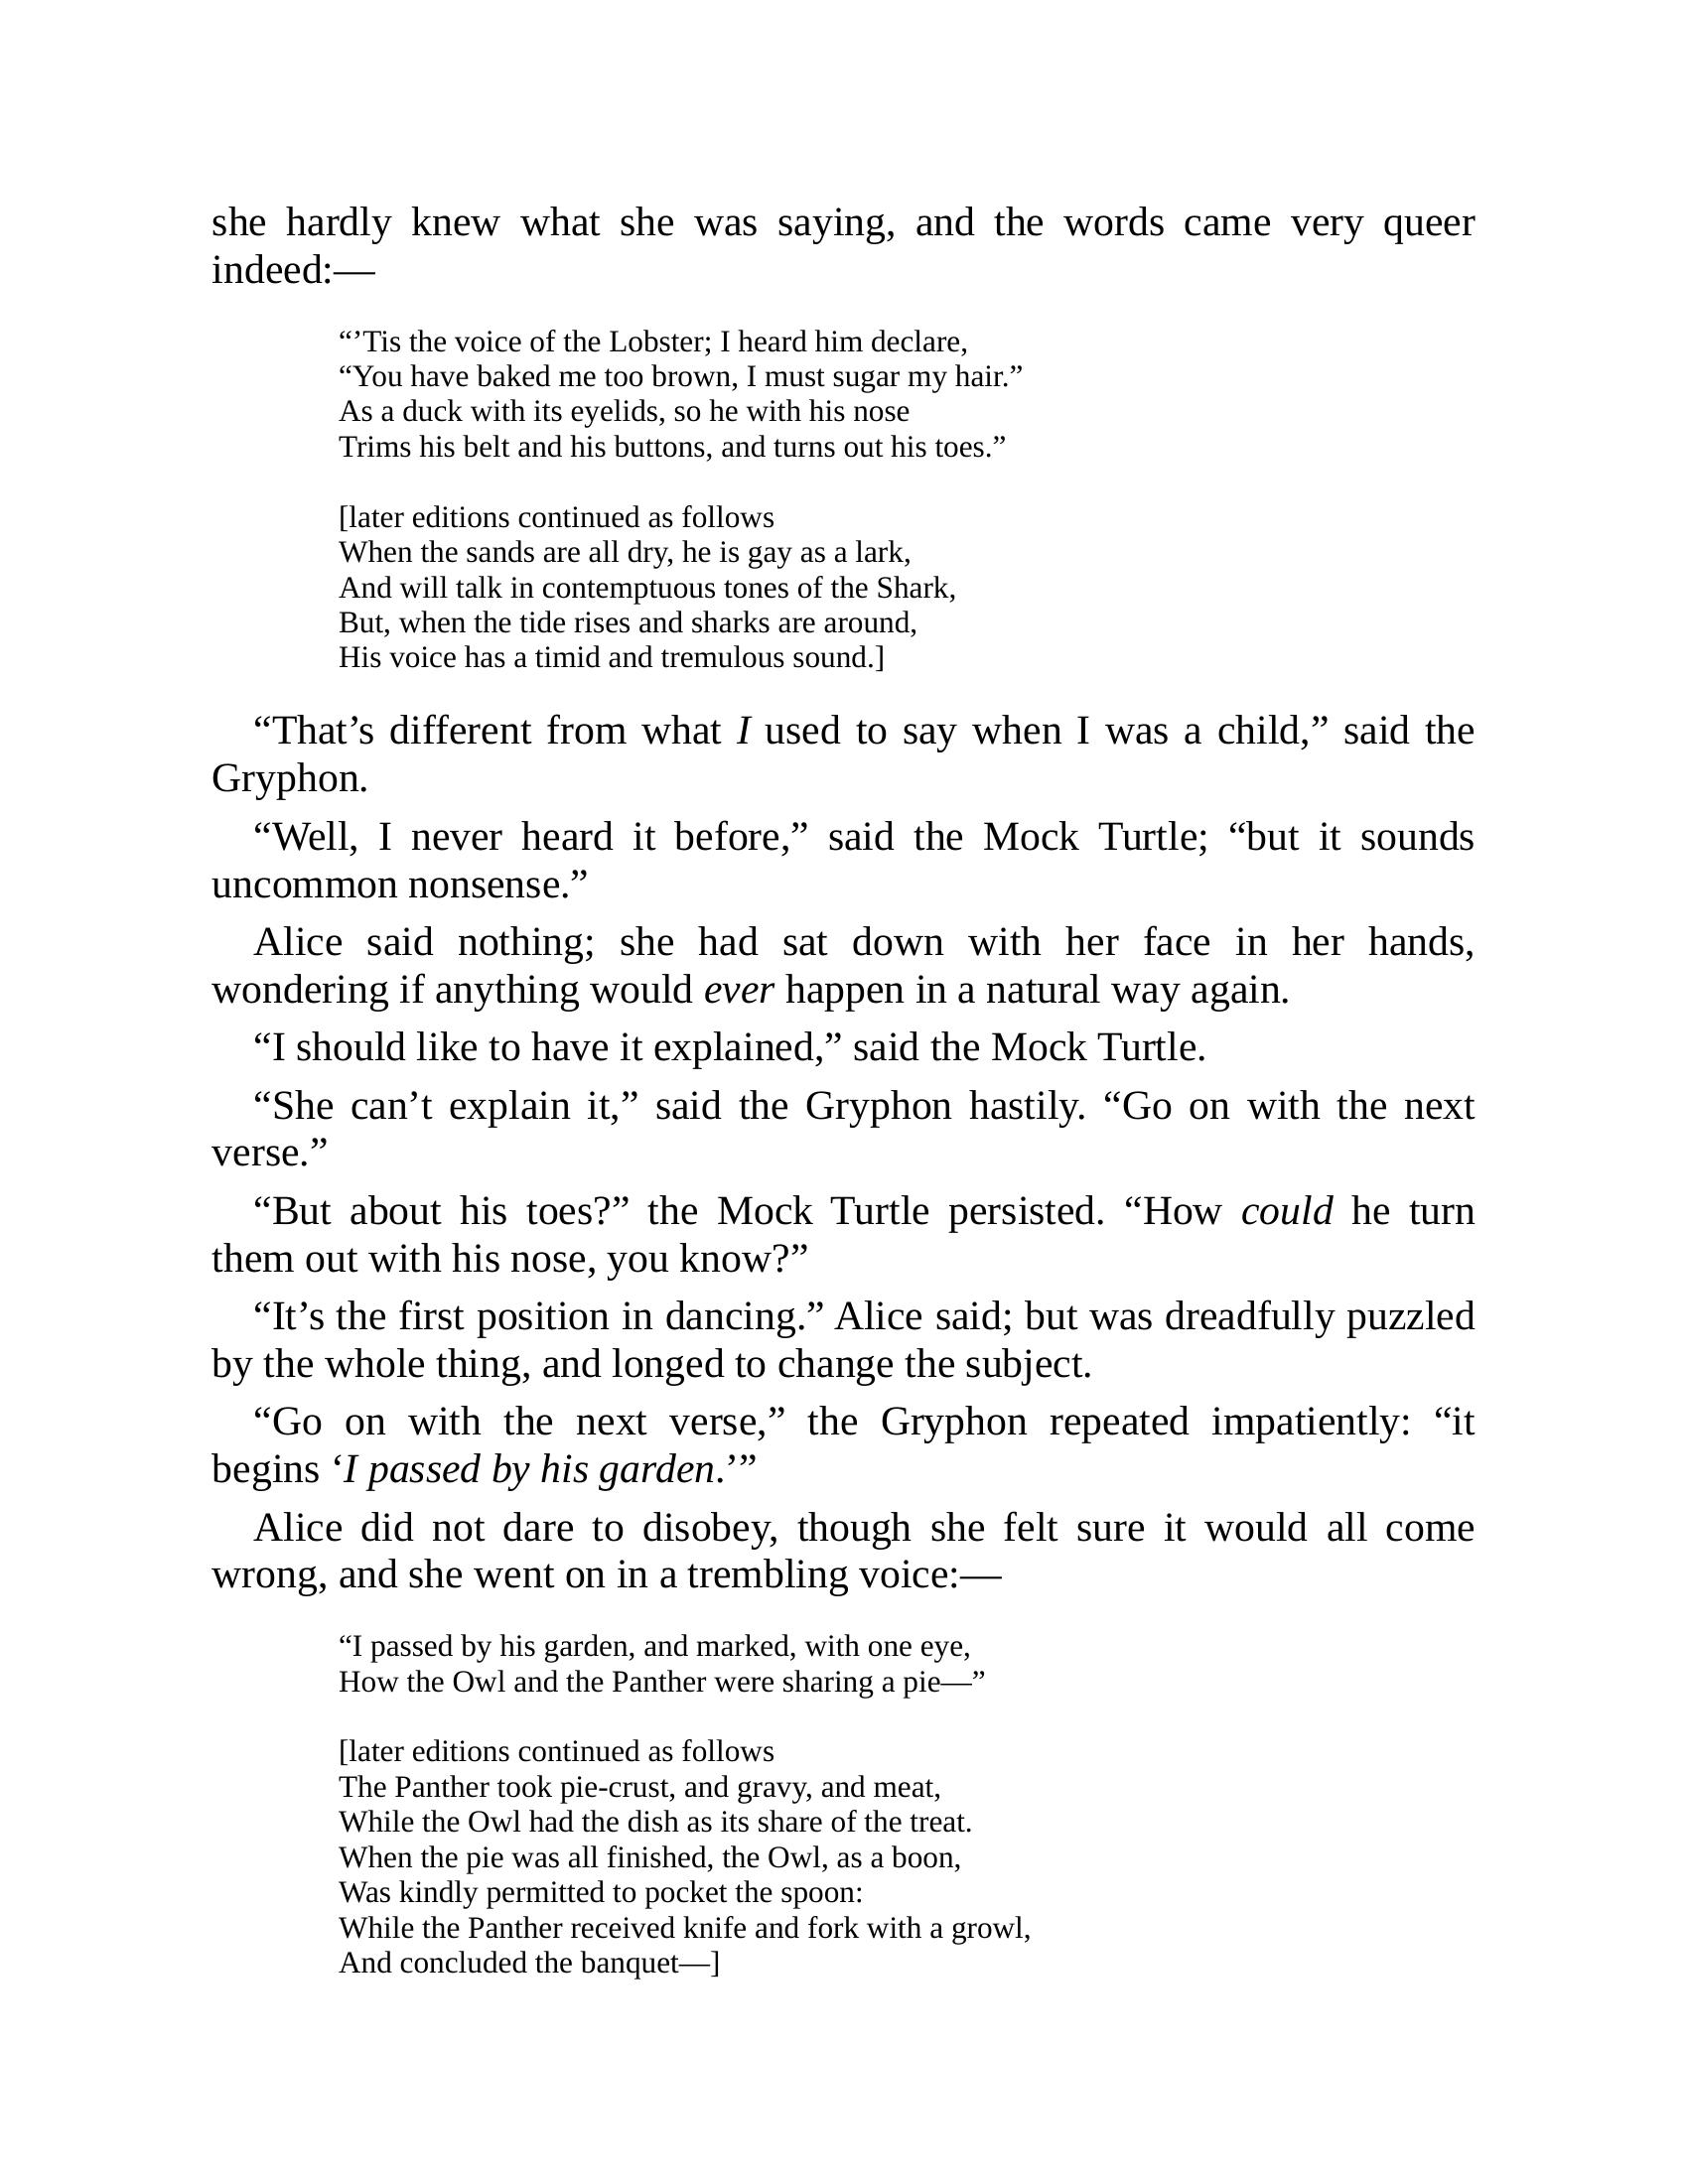 she hardly knew what she was saying, and the words came very queer
indeed:—
“’Tis the voice of the Lobster; I heard him declare,
“You have baked me too brown, I must sugar my hair.”
As a duck with its eyelids, so he with his nose
Trims his belt and his buttons, and turns out his toes.”
[later editions continued as follows
When the sands are all dry, he is gay as a lark,
And will talk in contemptuous tones of the Shark,
But, when the tide rises and sharks are around,
His voice has a timid and tremulous sound.]
“That’s different from what I used to say when I was a child,” said the
Gryphon.
“Well, I never heard it before,” said the Mock Turtle; “but it sounds
uncommon nonsense.”
Alice said nothing; she had sat down with her face in her hands,
wondering if anything would ever happen in a natural way again.
“I should like to have it explained,” said the Mock Turtle.
“She can’t explain it,” said the Gryphon hastily. “Go on with the next
verse.”
“But about his toes?” the Mock Turtle persisted. “How could he turn
them out with his nose, you know?”
“It’s the first position in dancing.” Alice said; but was dreadfully puzzled
by the whole thing, and longed to change the subject.
“Go on with the next verse,” the Gryphon repeated impatiently: “it
begins ‘I passed by his garden.’”
Alice did not dare to disobey, though she felt sure it would all come
wrong, and she went on in a trembling voice:—
“I passed by his garden, and marked, with one eye,
How the Owl and the Panther were sharing a pie—”
[later editions continued as follows
The Panther took pie-crust, and gravy, and meat,
While the Owl had the dish as its share of the treat.
When the pie was all finished, the Owl, as a boon,
Was kindly permitted to pocket the spoon:
While the Panther received knife and fork with a growl,
And concluded the banquet—]